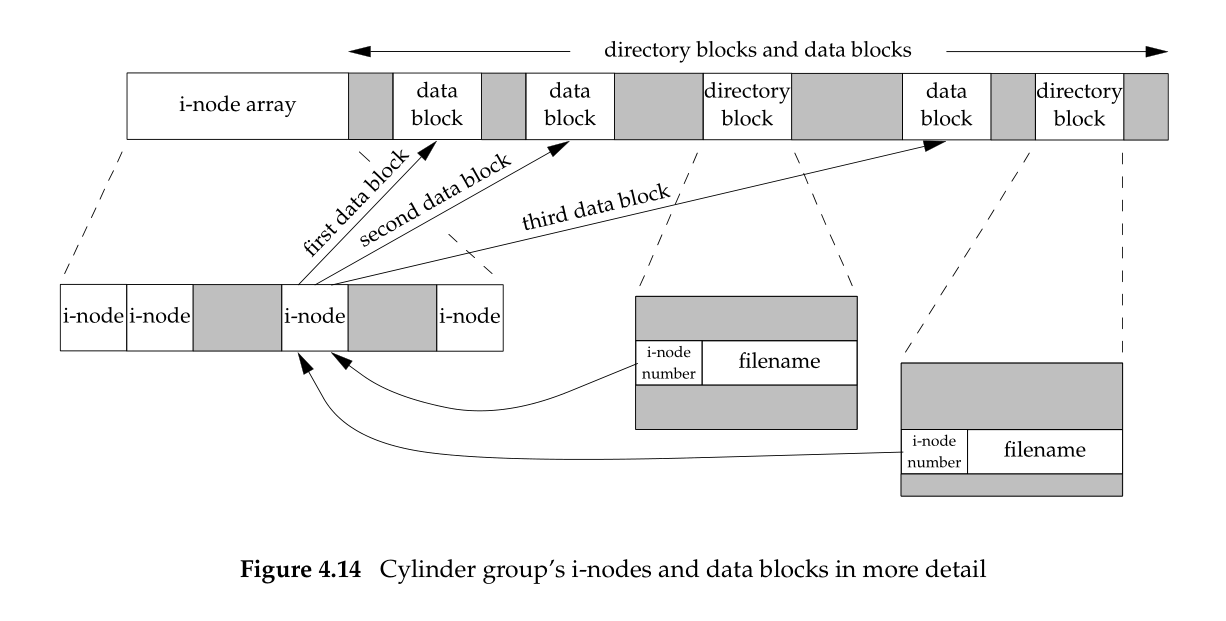 directory blocks and data blocks
i-node array
data
block
data
block
directory
block
data
block
directory
block
first data block
second data block
third data block
i-node
i-node
i-node
i-node
i-node
number
filename
i-node
number
filename
Figure 4.14 Cylinder group’s i-nodes and data blocks in more detail